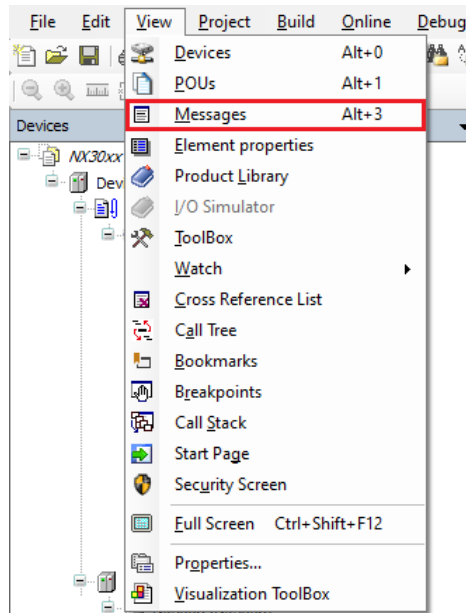 File Edit View Project Build Online Debug
Devices Alt+0
POUs Alt+1
Messages Alt+3
Devices
Element properties
NX30xx
Product Library
Dev
I/O Simulator
ToolBox
Watch
Cross Reference List
Call Tree
Bookmarks
Breakpoints
Call Stack
Start Page
Security Screen
Full Screen Ctrl+Shift+F12
Properties...
Visualization ToolBox